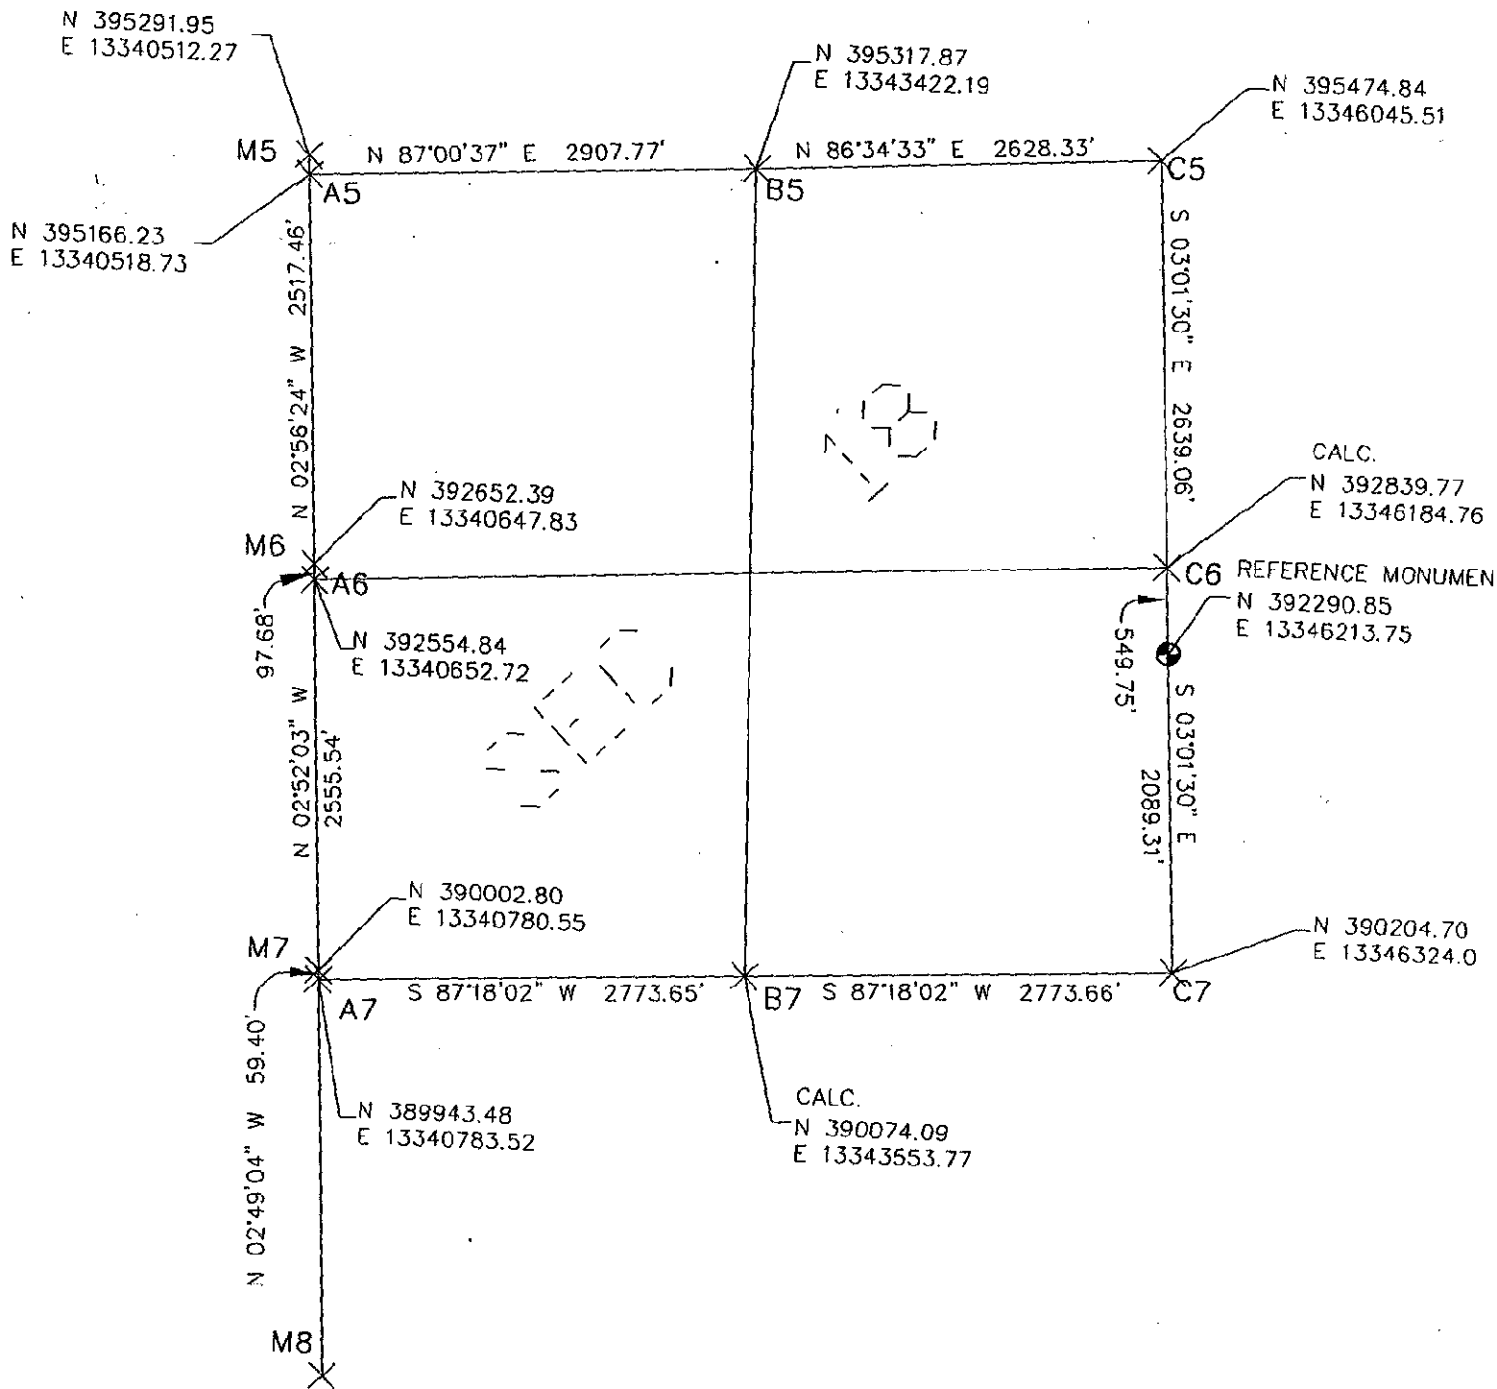 N 395291.95
E 13340512.27
N 395317.87
E 13343422.19
N 395474.84
E 13346045.51
M5
N 87°00'37" E 2907.77'
N 86°34'33" E 2628.33'
A5
B5
C5
N 395166.23
E 13340518.73
N 02°56'24" W 2517.46'
S 03°01'30" E 2639.06'
18
CALC.
N 392839.77
E 13346184.76
N 392652.39
E 13340647.83
M6
A6
C6
REFERENCE MONUMEN
N 392290.85
E 13346213.75
97.68'
N 392554.84
E 13340652.72
549.75'
N 02°52'03" W
2555.54'
S 03°01'30" E
2089.31'
N 390002.80
E 13340780.55
M7
N 390204.70
E 13346324.0
S 87°18'02" W 2773.65'
S 87°18'02" W 2773.66'
A7
B7
C7
N 02°49'04" W 59.40'
N 389943.48
E 13340783.52
CALC.
N 390074.09
E 13343553.77
M8